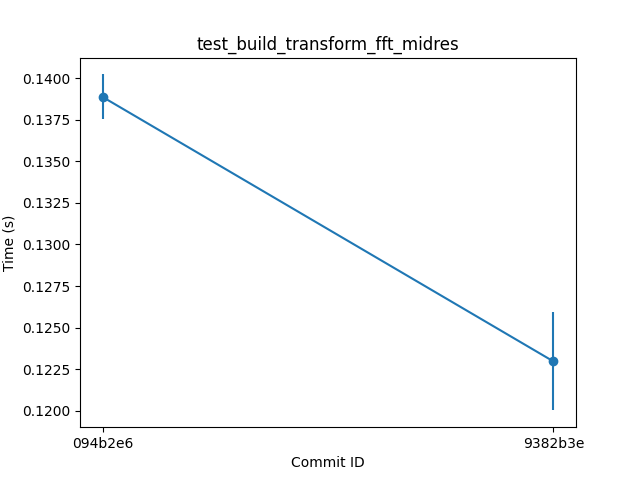 test_build_transform_fft_midres
0.1400
0.1375
0.1350
0.1325
0.1300
0.1275
0.1250
0.1225
0.1200
Time (s)
094b2e6
9382b3e
Commit ID